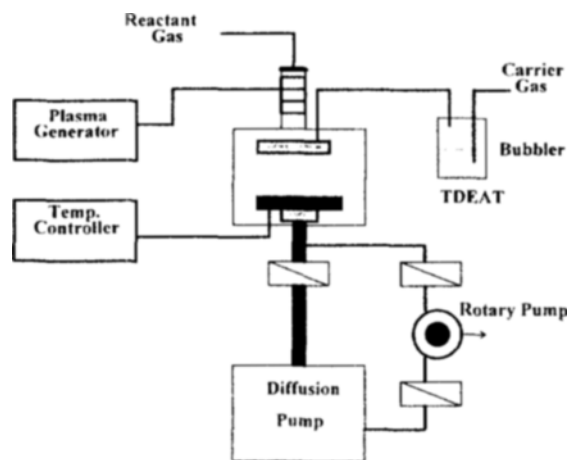 Reactant
Gas
Carrier
Gas
Plasma
Generator
Bubbler
TDEAT
Temp.
Controller
Rotary Pump
Diffusion
Pump